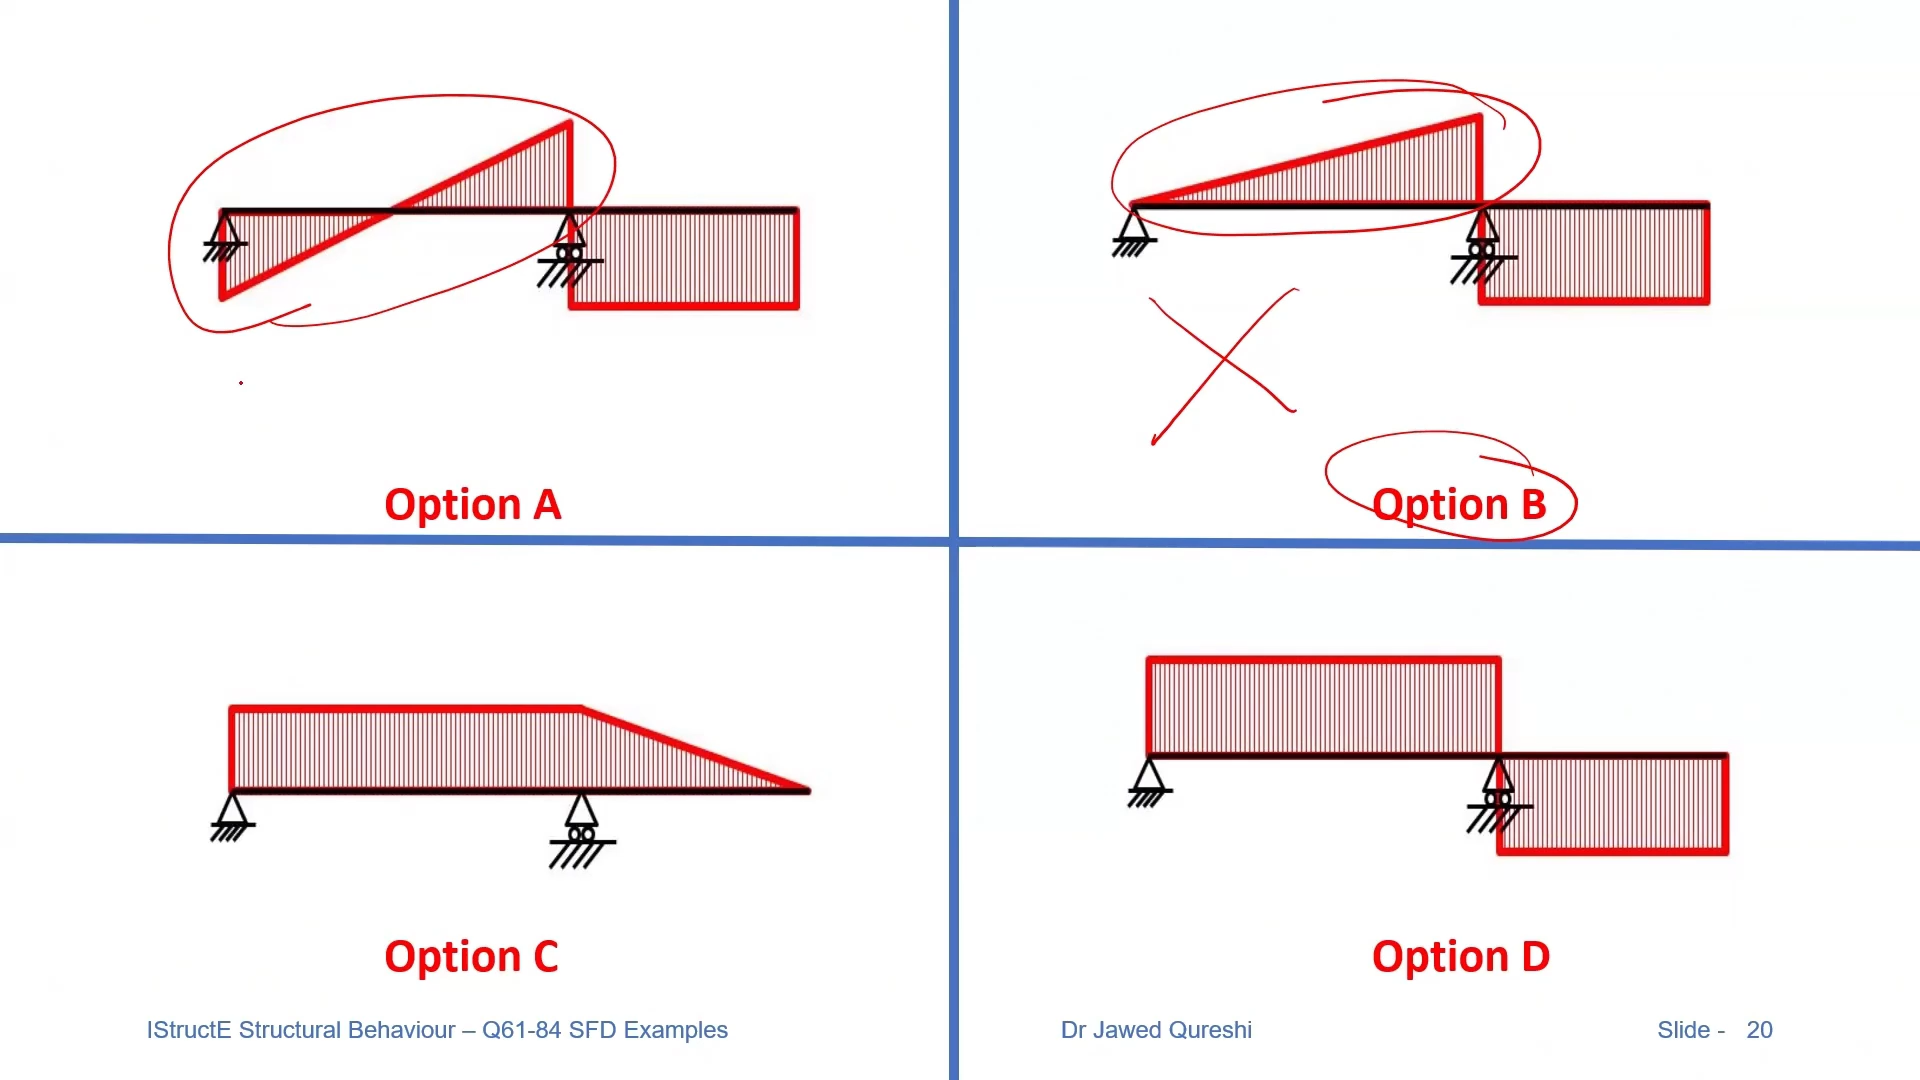 Option A
Option B
Option C
Option D
IStructE Structural Behaviour – Q61-84 SFD Examples
Dr Jawed Qureshi
Slide - 20